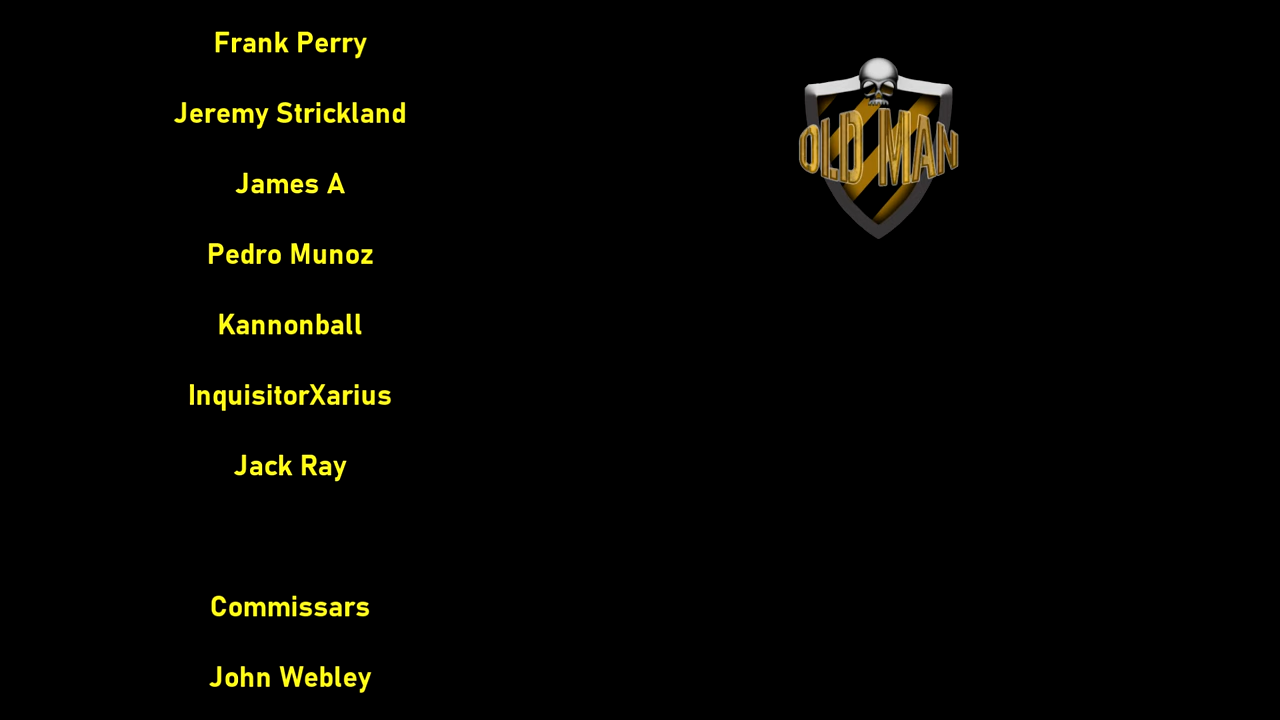 Frank Perry
Jeremy Strickland
James A
Pedro Munoz
Kannonball
InquisitorXarius
Jack Ray
Commissars
John Webley
OLD MAN